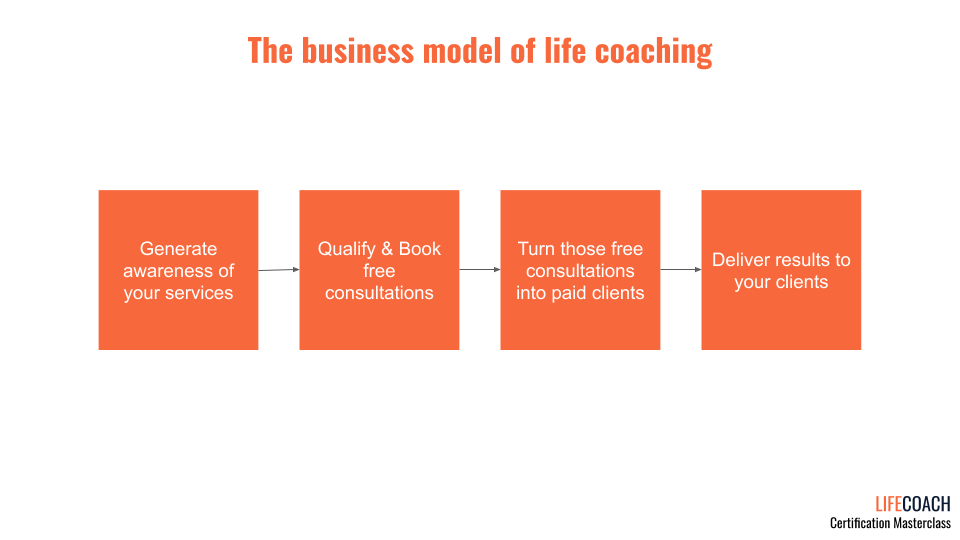 The business model of life coaching
Generate
awareness of
your services
Qualify & Book
free
consultations
Turn those free
consultations
into paid clients
Deliver results to
your clients
LIFECOACH
Certification Masterclass